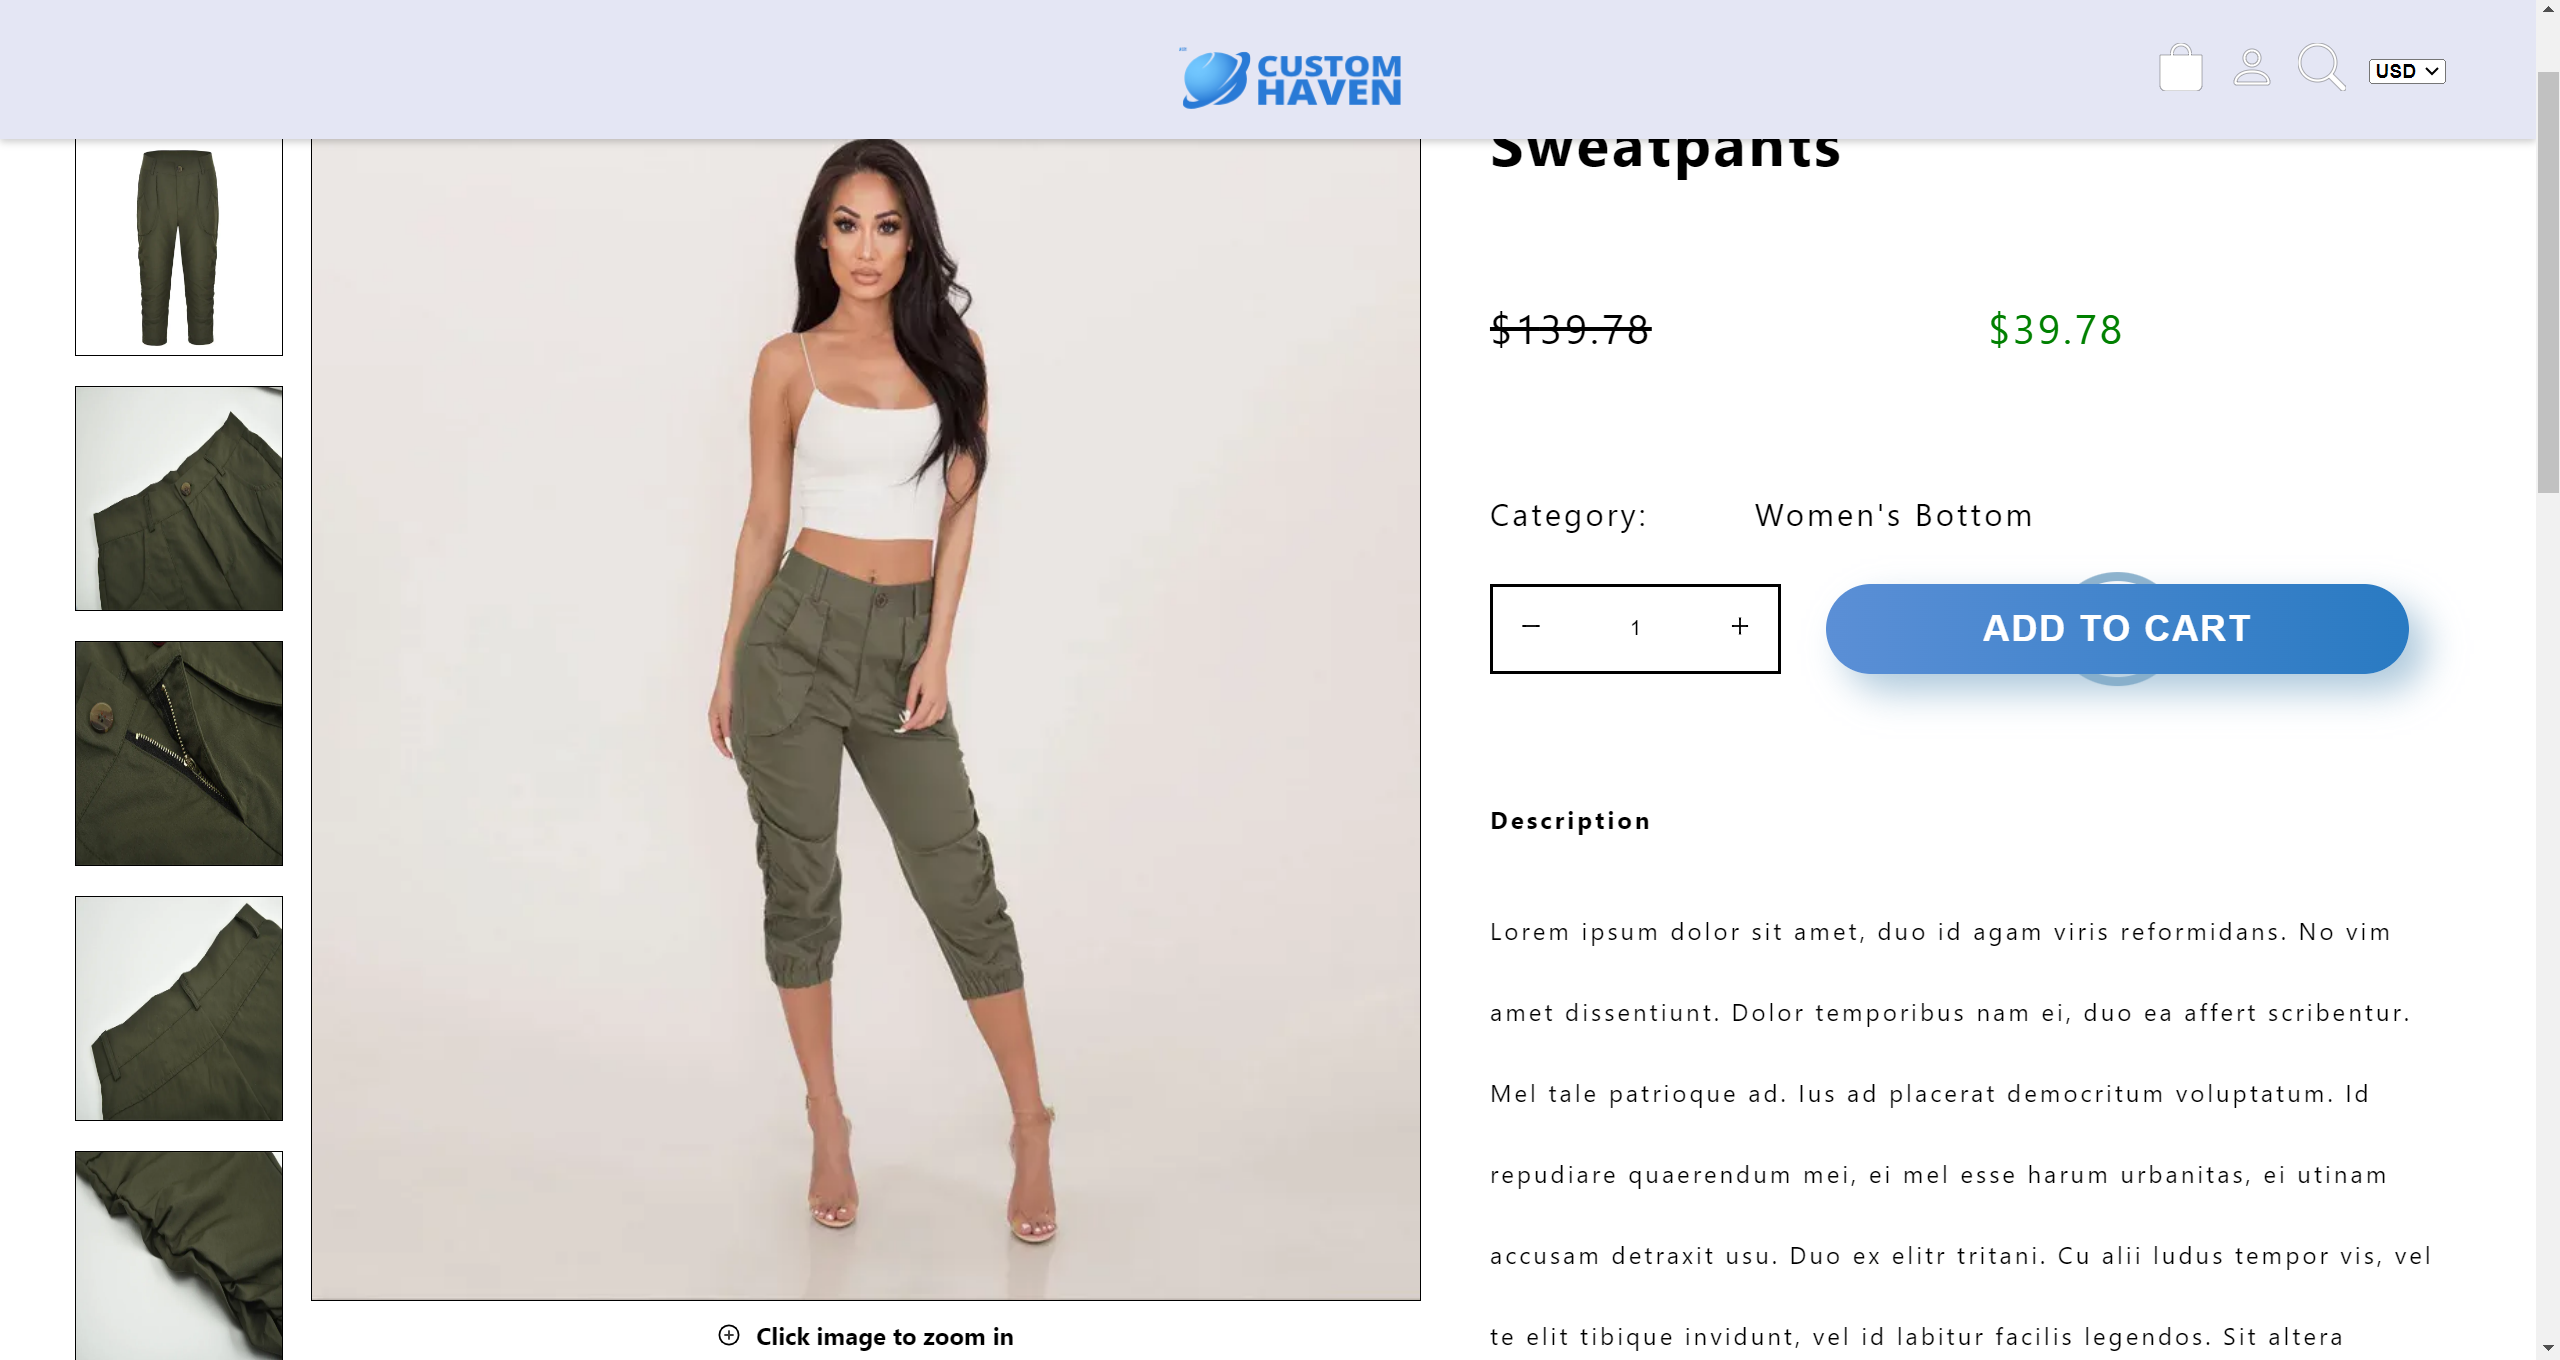 CUSTOM
HAVEN
USD
Sweatpants
$139.78 $39.78
Category: Women's Bottom
− 1 +
ADD TO CART
Description
Lorem ipsum dolor sit amet, duo id agam viris reformidans. No vim
amet dissentiunt. Dolor temporibus nam ei, duo ea affert scribentur.
Mel tale patrioque ad. Ius ad placerat democritum voluptatum. Id
repudiare quaerendum mei, ei mel esse harum urbanitas, ei utinam
accusam detraxit usu. Duo ex elitr tritani. Cu alii ludus tempor vis, vel
te elit tibique invidunt, vel id labitur facilis legendos. Sit altera
Click image to zoom in